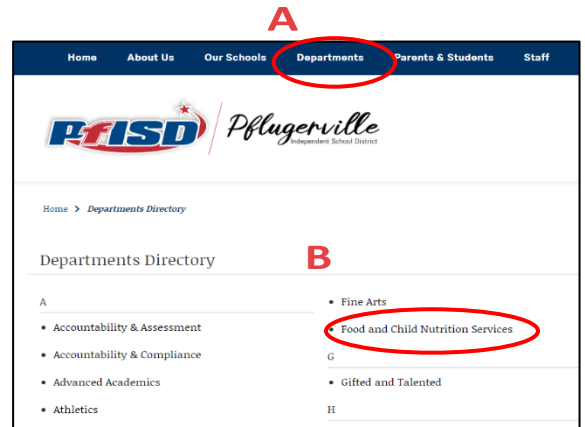 A
Home About Us Our Schools Departments Parents & Students Staff
PfISD Pflugerville
Independent School District
Home > Departments Directory
Departments Directory
B
A
• Accountability & Assessment
• Accountability & Compliance
• Advanced Academics
• Athletics
• Fine Arts
• Food and Child Nutrition Services
G
• Gifted and Talented
H